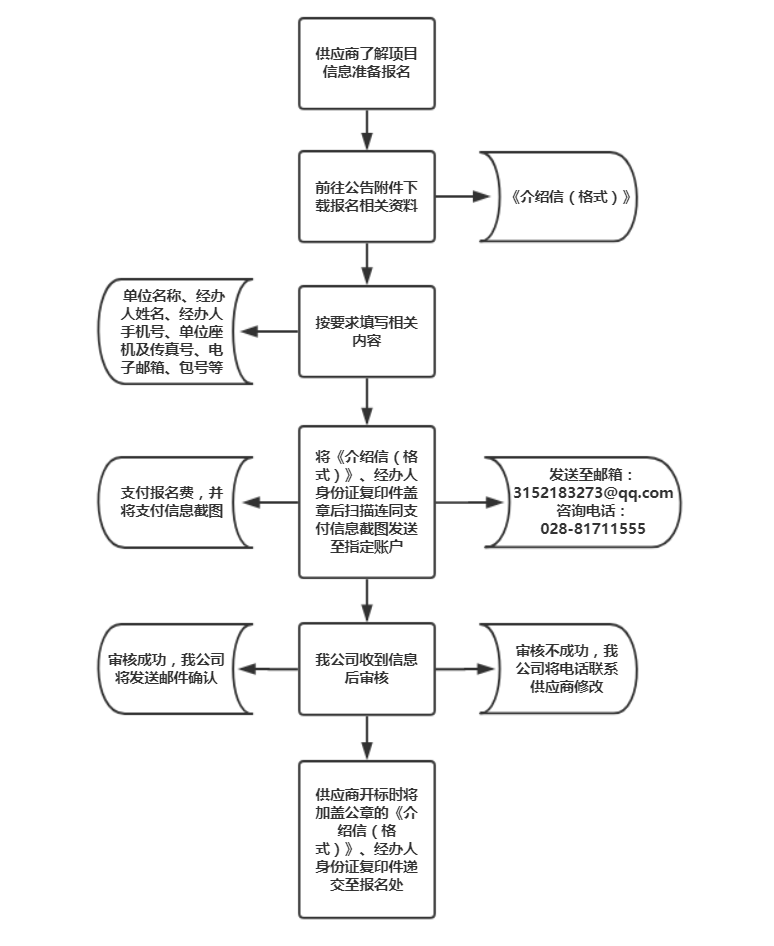 供应商了解项目
信息准备报名
前往公告附件下
载报名相关资料
《介绍信（格式）》
单位名称、经办
人姓名、经办人
手机号、单位座
机及传真号、电
子邮箱、包号等
按要求填写相关
内容
支付报名费，并
将支付信息截图
将《介绍信（格
式）》、经办人
身份证复印件盖
章后扫描连同支
付信息截图发送
至指定账户
发送至邮箱：
3152183273@qq.com
咨询电话：
028-81711555
审核成功，我公司
将发送邮件确认
我公司收到信息
后审核
审核不成功，我
公司将电话联系
供应商修改
供应商开标时将
加盖公章的《介
绍信（格
式）》、经办人
身份证复印件递
交至报名处